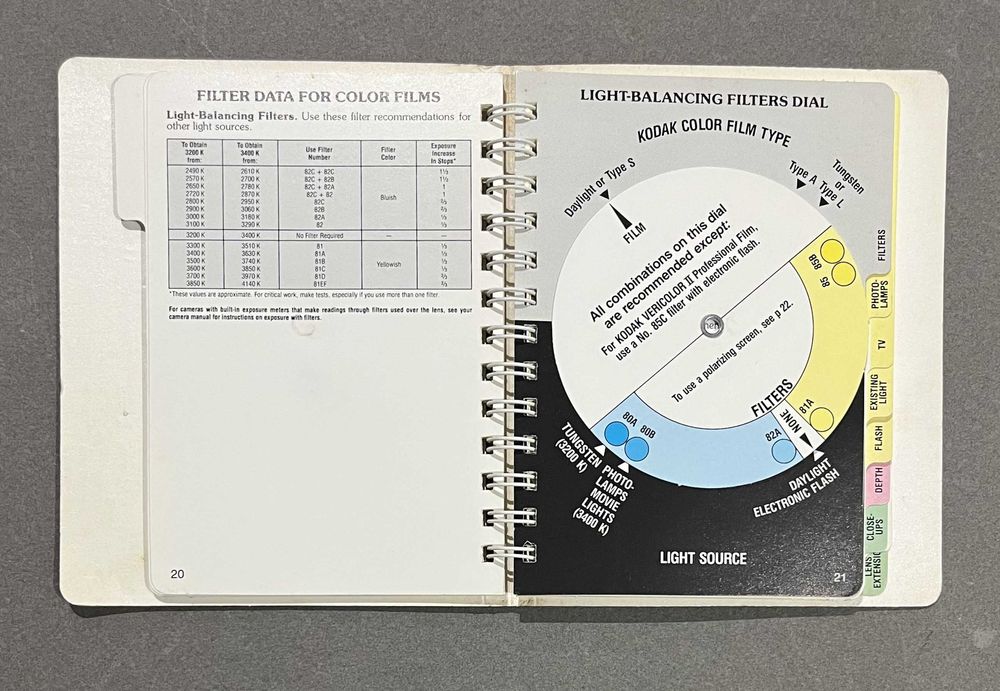 FILTER DATA FOR COLOR FILMS
Light-Balancing Filters. Use these filter recommendations for
other light sources.
To Obtain 3200 K from: To Obtain 3400 K from: Use Filter Number Filter Color Exposure Increase In Stops*
2490 K 2610 K 82C + 82C 1⅓
2570 K 2700 K 82C + 82B 1⅓
2650 K 2780 K 82C + 82A 1
2720 K 2870 K 82C + 82 1
2800 K 2950 K 82C Bluish ⅔
2900 K 3060 K 82B ⅔
3000 K 3180 K 82A ⅓
3100 K 3290 K 82 ⅓
3200 K 3400 K No Filter Required — —
3300 K 3510 K 81 ⅓
3400 K 3630 K 81A ⅓
3500 K 3740 K 81B Yellowish ⅓
3600 K 3850 K 81C ⅓
3700 K 3970 K 81D ⅔
3850 K 4140 K 81EF ⅔
*These values are approximate. For critical work, make tests, especially if you use more than one filter.
For cameras with built-in exposure meters that make readings through filters used over the lens, see your
camera manual for instructions on exposure with filters.
20
LIGHT-BALANCING FILTERS DIAL
KODAK COLOR FILM TYPE
Daylight or Type S
Type A
Tungsten
or
Type L
FILM
All combinations on this dial
are recommended except:
For KODAK VERICOLOR II Professional Film,
use a No. 85C filter with electronic flash.
To use a polarizing screen, see p 22.
FILTERS
85B
85
81A
NONE
82A
80B
80A
TUNGSTEN
(3200 K)
PHOTO-
LAMPS
MOVIE
LIGHTS
(3400 K)
DAYLIGHT
ELECTRONIC FLASH
LIGHT SOURCE
21
FILTERS
PHOTO-
LAMPS
TV
EXISTING
LIGHT
FLASH
DEPTH
CLOSE-
UPS
LENS